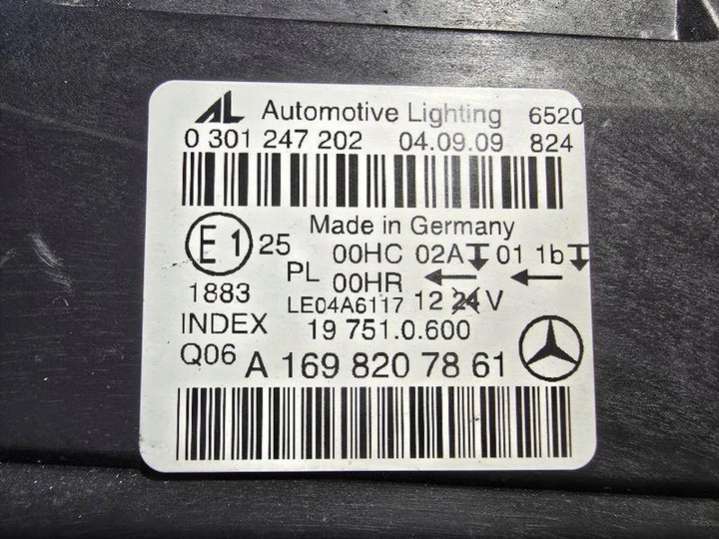 AL Automotive Lighting 6520
0 301 247 202 04.09.09 824
Made in Germany
E1 25 00HC 02A 01 1b
PL 00HR
1883 LE04A6117 12 24 V
INDEX 19 751.0.600
Q06 A 169 820 78 61